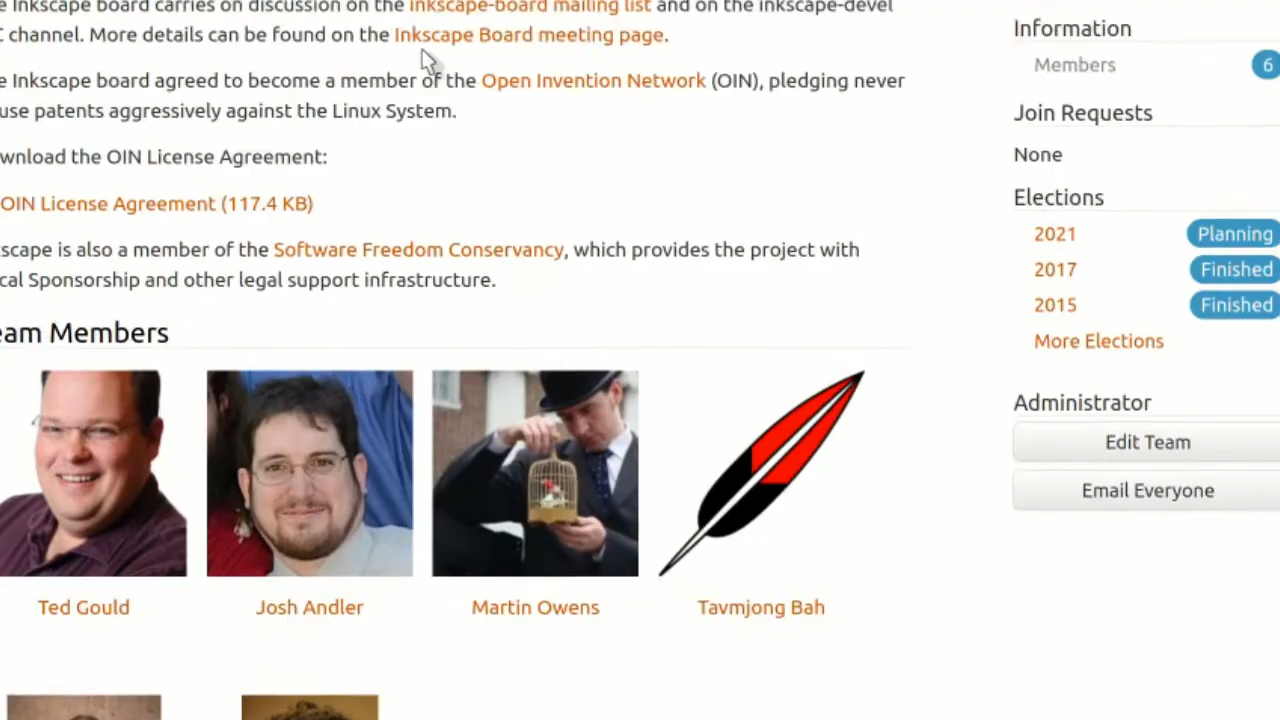 e Inkscape board carries on discussion on the inkscape-board mailing list and on the inkscape-devel
C channel. More details can be found on the Inkscape Board meeting page.
e Inkscape board agreed to become a member of the Open Invention Network (OIN), pledging never
use patents aggressively against the Linux System.
wnload the OIN License Agreement:
OIN License Agreement (117.4 KB)
scape is also a member of the Software Freedom Conservancy, which provides the project with
cal Sponsorship and other legal support infrastructure.
eam Members
Ted Gould
Josh Andler
Martin Owens
Tavmjong Bah
Information
Members 6
Join Requests
None
Elections
2021 Planning
2017 Finished
2015 Finished
More Elections
Administrator
Edit Team
Email Everyone